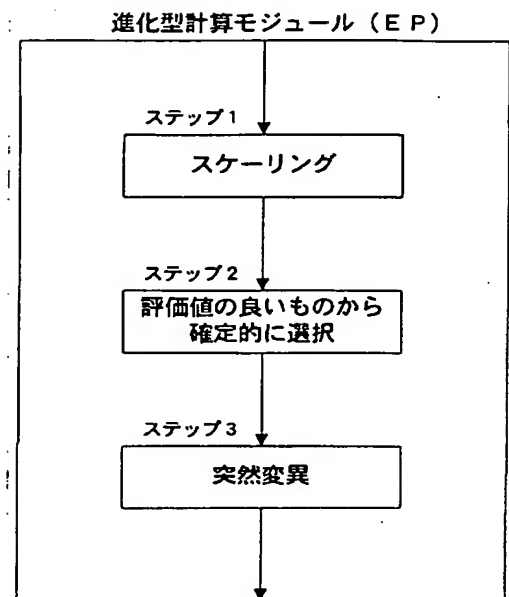 進化型計算モジュール（ＥＰ）
ステップ1
スケーリング
ステップ2
評価値の良いものから
確定的に選択
ステップ3
突然変異